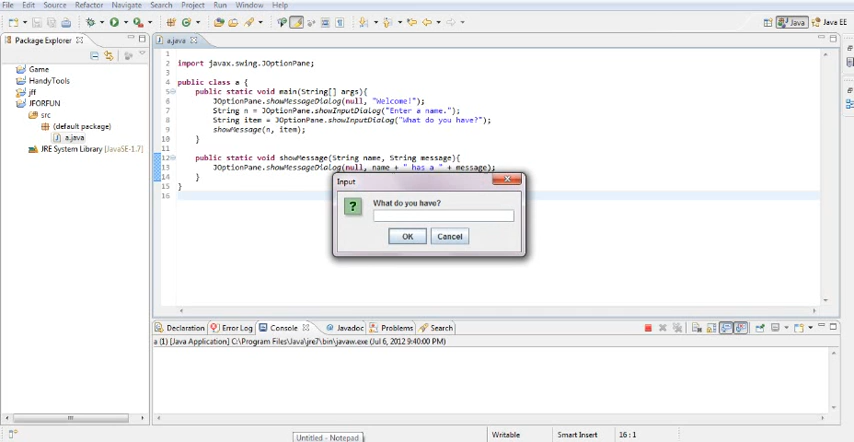 File Edit Source Refactor Navigate Search Project Run Window Help
Java Java EE
Package Explorer
a.java
Game
HandyTools
jff
JFORFUN
src
(default package)
a.java
JRE System Library [JavaSE-1.7]
1
2 import javax.swing.JOptionPane;
3
4 public class a {
5 public static void main(String[] args){
6 JOptionPane.showMessageDialog(null, "Welcome!");
7 String n = JOptionPane.showInputDialog("Enter a name.");
8 String item = JOptionPane.showInputDialog("What do you have?");
9 showMessage(n, item);
10 }
11
12 public static void showMessage(String name, String message){
13 JOptionPane.showMessageDialog(null, name + " has a " + message);
14 }
15 }
16
Input
What do you have?
OK Cancel
Declaration Error Log Console Javadoc Problems Search
a (1) [Java Application] C:\Program Files\Java\jre7\bin\javaw.exe (Jul 6, 2012 9:40:00 PM)
Untitled - Notepad
Writable Smart Insert 16 : 1